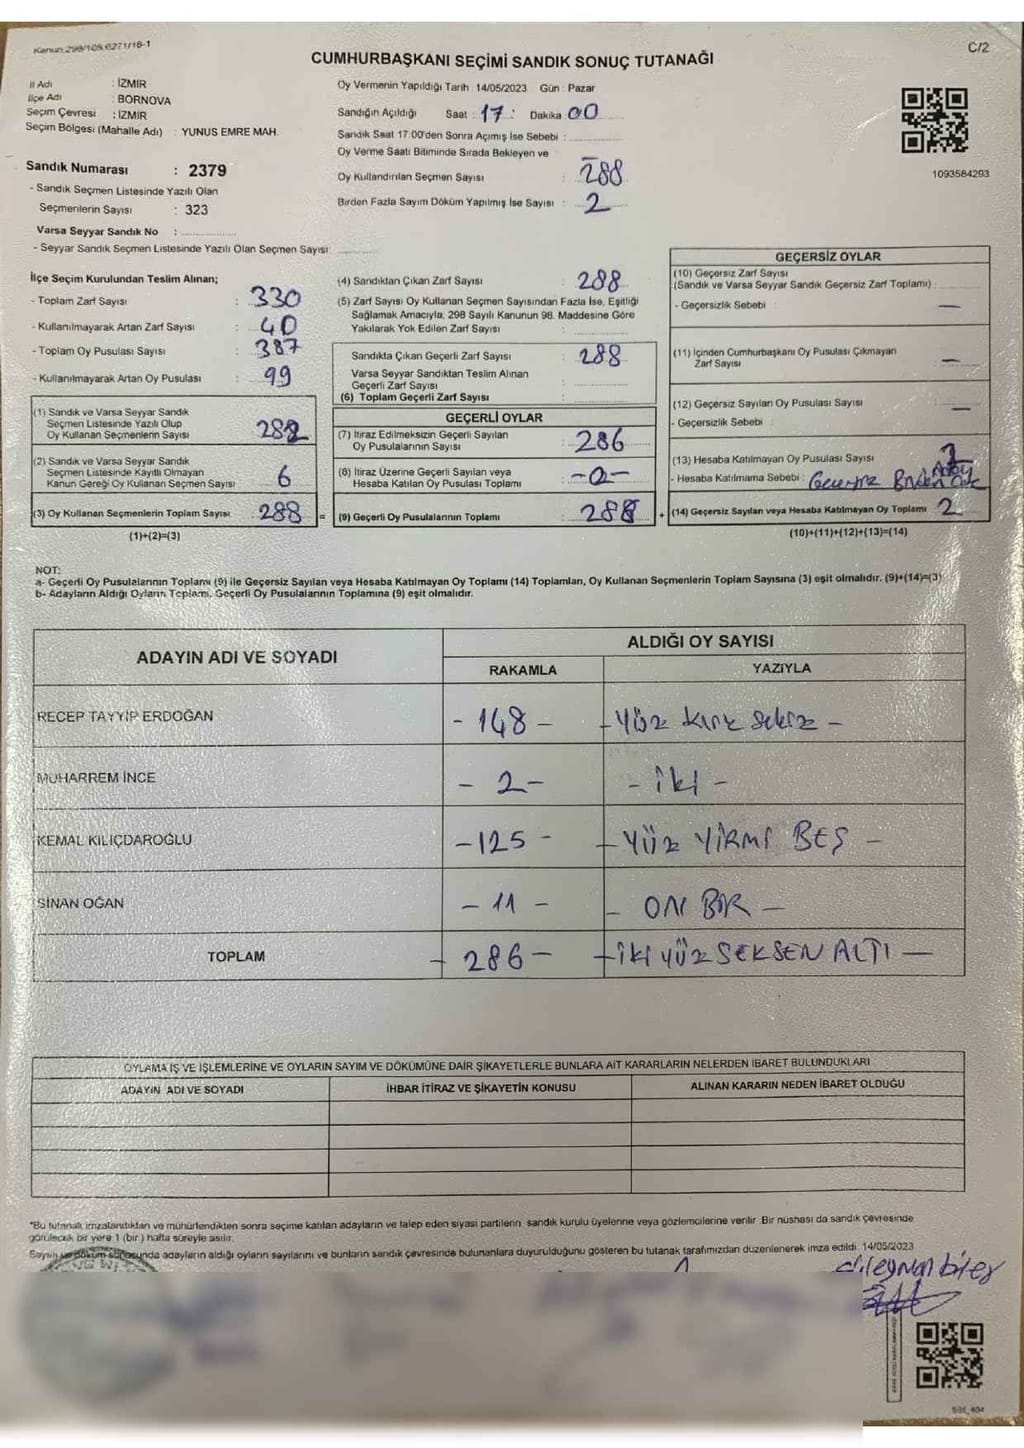 Kanun 298/105,6271/18-1
C/2
CUMHURBAŞKANI SEÇİMİ SANDIK SONUÇ TUTANAĞI
İl Adı : İZMİR
İlçe Adı : BORNOVA
Seçim Çevresi : İZMİR
Seçim Bölgesi (Mahalle Adı) : YUNUS EMRE MAH.
Oy Vermenin Yapıldığı Tarih : 14/05/2023 Gün : Pazar
Sandığın Açıldığı Saat : 17 : Dakika 00
Sandık Saat 17.00'den Sonra Açımış İse Sebebi :
Oy Verme Saati Bitiminde Sırada Bekleyen ve
Oy Kullandırılan Seçmen Sayısı : 288
Birden Fazla Sayım Döküm Yapılmış İse Sayısı : 2
1093584293
Sandık Numarası : 2379
- Sandık Seçmen Listesinde Yazılı Olan
Seçmenlerin Sayısı : 323
Varsa Seyyar Sandık No :
- Seyyar Sandık Seçmen Listesinde Yazılı Olan Seçmen Sayısı:
İlçe Seçim Kurulundan Teslim Alınan;
- Toplam Zarf Sayısı : 330
- Kullanılmayarak Artan Zarf Sayısı : 40
- Toplam Oy Pusulası Sayısı : 387
- Kullanılmayarak Artan Oy Pusulası : 99
(1) Sandık ve Varsa Seyyar Sandık
Seçmen Listesinde Yazılı Olup
Oy Kullanan Seçmenlerin Sayısı : 282
(2) Sandık ve Varsa Seyyar Sandık
Seçmen Listesinde Kayıtlı Olmayan
Kanun Gereği Oy Kullanan Seçmen Sayısı : 6
(3) Oy Kullanan Seçmenlerin Toplam Sayısı : 288 =
(1)+(2)=(3)
(4) Sandıktan Çıkan Zarf Sayısı : 288
(5) Zarf Sayısı Oy Kullanan Seçmen Sayısından Fazla İse, Eşitliği
Sağlamak Amacıyla; 298 Sayılı Kanunun 98. Maddesine Göre
Yakılarak Yok Edilen Zarf Sayısı :
Sandıkta Çıkan Geçerli Zarf Sayısı : 288
Varsa Seyyar Sandıktan Teslim Alınan
Geçerli Zarf Sayısı :
(6) Toplam Geçerli Zarf Sayısı :
GEÇERLİ OYLAR
(7) İtiraz Edilmeksizin Geçerli Sayılan
Oy Pusulalarının Sayısı : 286
(8) İtiraz Üzerine Geçerli Sayılan veya
Hesaba Katılan Oy Pusulası Toplamı : -0-
(9) Geçerli Oy Pusulalarının Toplamı : +
GEÇERSİZ OYLAR
(10) Geçersiz Zarf Sayısı
(Sandık ve Varsa Seyyar Sandık Geçersiz Zarf Toplamı) :
- Geçersizlik Sebebi : —
(11) İçinden Cumhurbaşkanı Oy Pusulası Çıkmayan
Zarf Sayısı : —
(12) Geçersiz Sayılan Oy Pusulası Sayısı : —
- Geçersizlik Sebebi :
(13) Hesaba Katılmayan Oy Pusulası Sayısı :
- Hesaba Katılmama Sebebi : Geçersiz Birden
(14) Geçersiz Sayılan veya Hesaba Katılmayan Oy Toplamı 2
(10)+(11)+(12)+(13)=(14)
NOT:
a- Geçerli Oy Pusulalarının Toplamı (9) ile Geçersiz Sayılan veya Hesaba Katılmayan Oy Toplamı (14) Toplamları, Oy Kullanan Seçmenlerin Toplam Sayısına (3) eşit olmalıdır. (9)+(14)=(3)
b- Adayların Aldığı Oyların Toplamı, Geçerli Oy Pusulalarının Toplamına (9) eşit olmalıdır.
ADAYIN ADI VE SOYADI
ALDIĞI OY SAYISI
RAKAMLA YAZIYLA
RECEP TAYYİP ERDOĞAN - 148 - - Yüz kırk sekiz -
MUHARREM İNCE - 2 - - iki -
KEMAL KILIÇDAROĞLU - 125 - - YÜZ YİRMİ BEŞ -
SİNAN OĞAN - 11 - - ON BİR -
TOPLAM - 286 - - İKİ YÜZ SEKSEN ALTI -
OYLAMA İŞ VE İŞLEMLERİNE VE OYLARIN SAYIM VE DÖKÜMÜNE DAİR ŞİKAYETLERLE BUNLARA AİT KARARLARIN NELERDEN İBARET BULUNDUKLARI
ADAYIN ADI VE SOYADI İHBAR İTİRAZ VE ŞİKAYETİN KONUSU ALINAN KARARIN NEDEN İBARET OLDUĞU
*Bu tutanak imzalandıktan ve mühürlendikten sonra seçime katılan adayların ve talep eden siyasi partilerin sandık kurulu üyelerine veya gözlemcilerine verilir. Bir nüshası da sandık çevresinde
görülecek bir yere 1 (bir) hafta süreyle asılır.
Sayım ve döküm sonucunda adayların aldığı oyların sayılarını ve bunların sandık çevresinde bulunanlara duyurulduğunu gösteren bu tutanak tarafımızdan düzenlenerek imza edildi. 14/05/2023